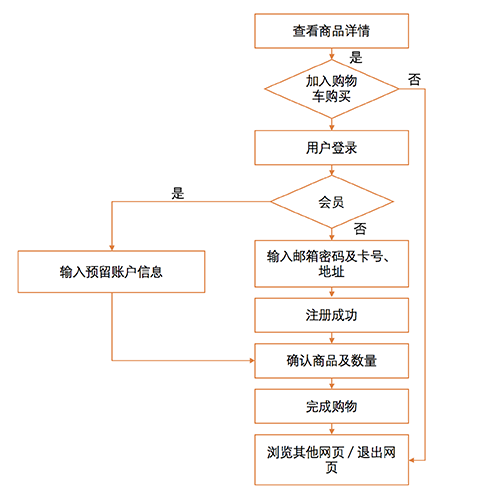 查看商品详情
是
加入购物
车购买
否
用户登录
是
会员
否
输入预留账户信息
输入邮箱密码及卡号、
地址
注册成功
确认商品及数量
完成购物
浏览其他网页 / 退出网
页